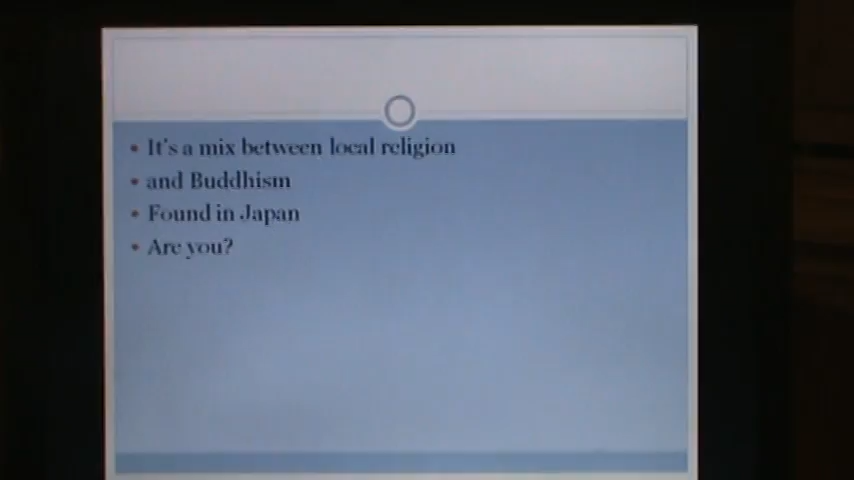 It's a mix between local religion
and Buddhism
Found in Japan
Are you?